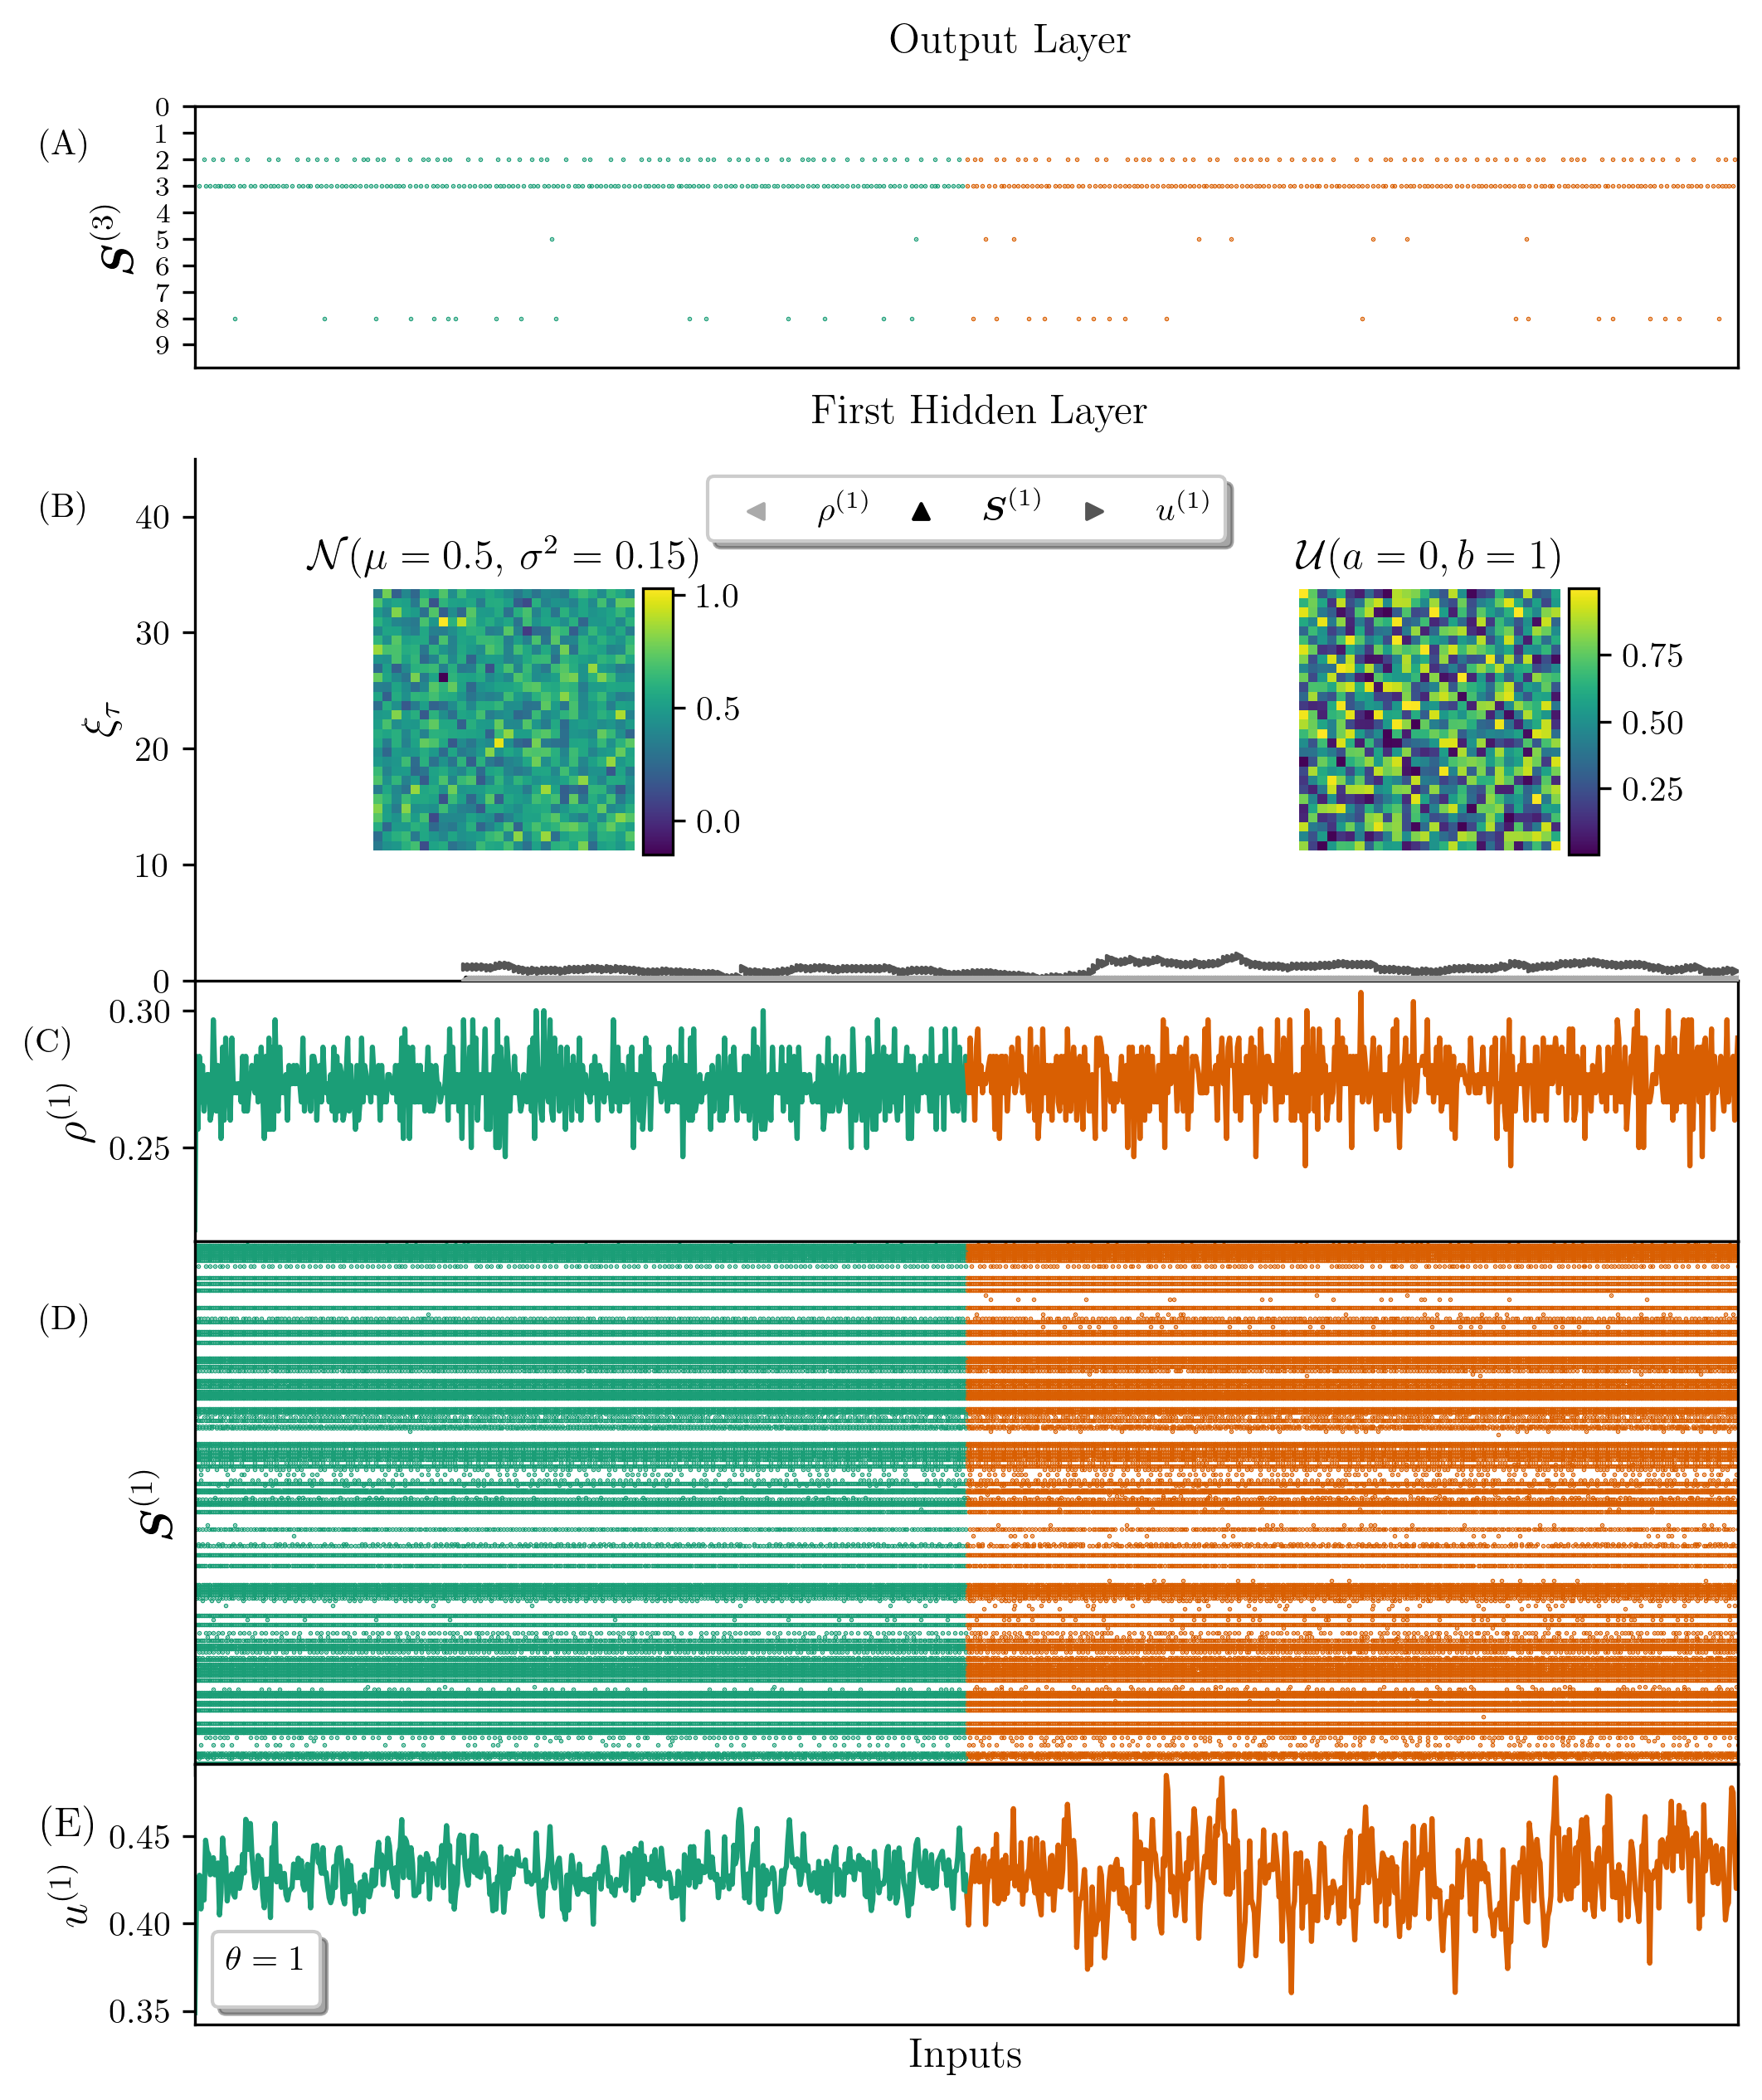 Output Layer
(A)
0
1
2
3
4
5
6
7
8
9
S^(3)
First Hidden Layer
(B)
ρ^(1) S^(1) u^(1)
40
30
20
10
0
ξ_τ
𝒩(μ = 0.5, σ² = 0.15)
1.0
0.5
0.0
𝒰(a = 0, b = 1)
0.75
0.50
0.25
(C)
0.30
0.25
ρ^(1)
(D)
S^(1)
(E)
0.45
0.40
0.35
u^(1)
θ = 1
Inputs